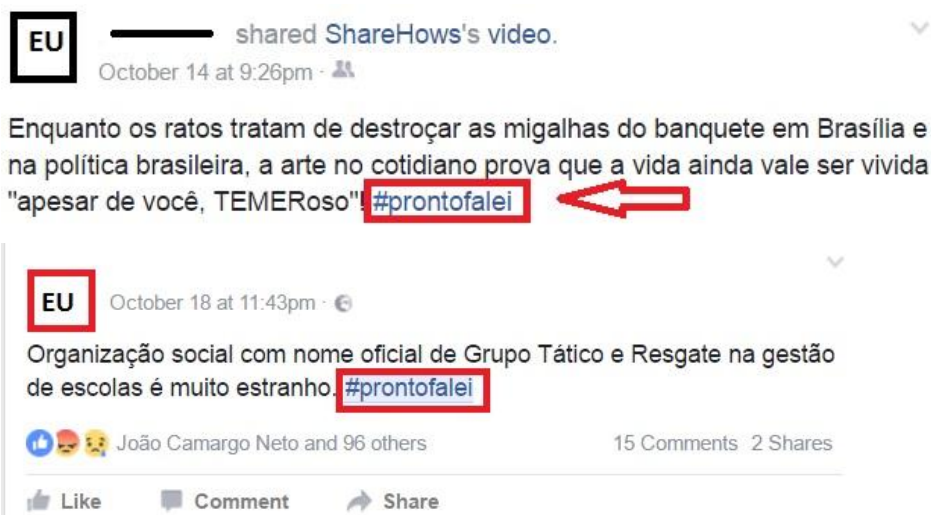 EU
shared ShareHows's video.
October 14 at 9:26pm ·
Enquanto os ratos tratam de destroçar as migalhas do banquete em Brasília e
na política brasileira, a arte no cotidiano prova que a vida ainda vale ser vivida
"apesar de você, TEMERoso"! #prontofalei
EU
October 18 at 11:43pm ·
Organização social com nome oficial de Grupo Tático e Resgate na gestão
de escolas é muito estranho. #prontofalei
João Camargo Neto and 96 others 15 Comments 2 Shares
Like Comment Share